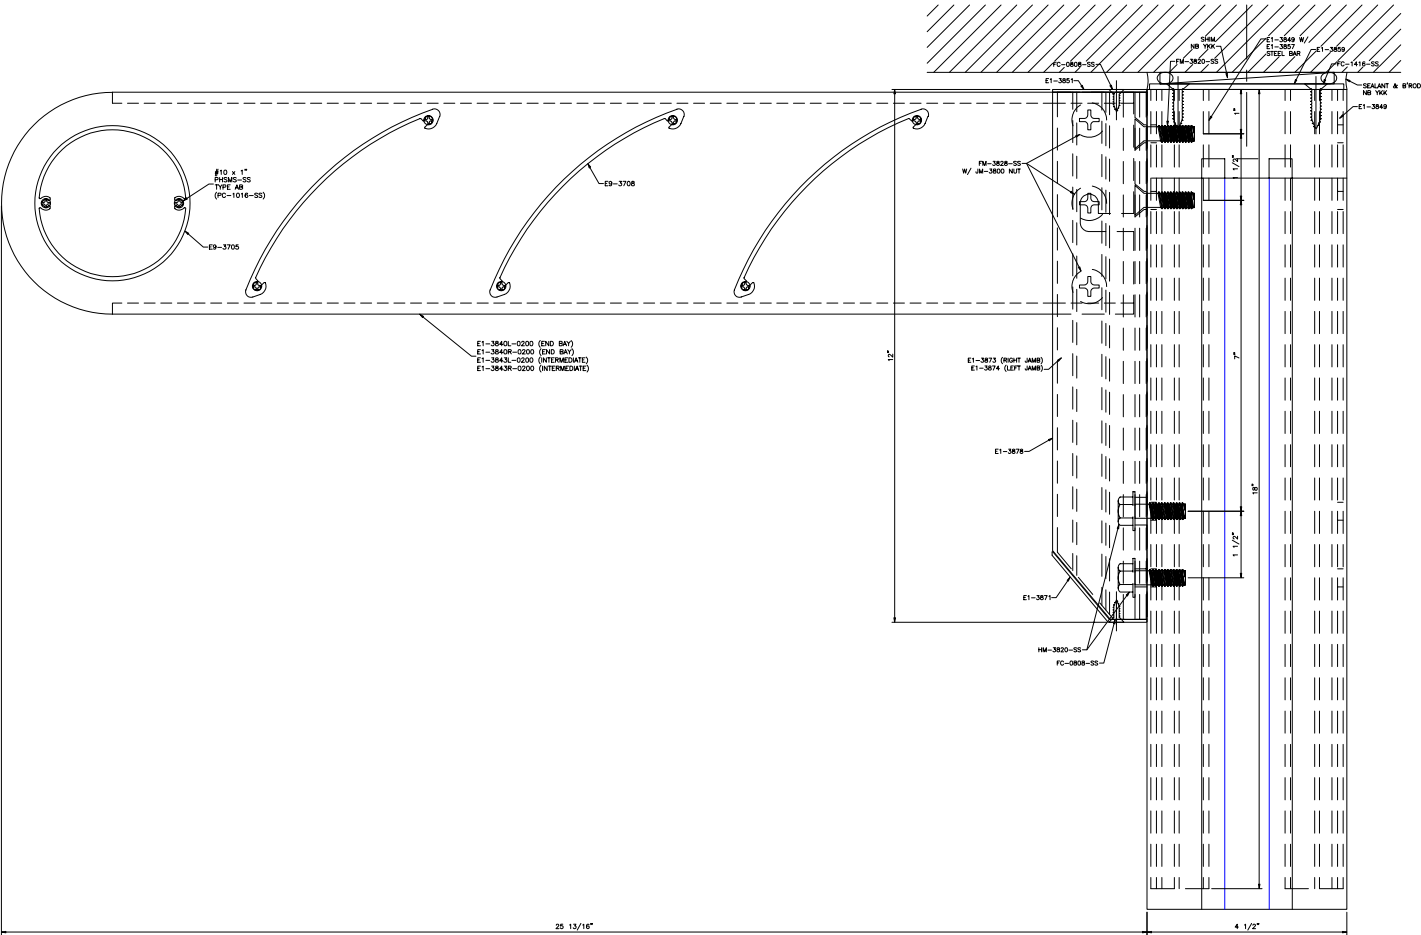 SHIM
NB YKK
E1-3849 W/
E1-3857
STEEL BAR
E1-3859
FM-3820-SS
FC-1416-SS
FC-0808-SS
E1-3851
SEALANT & B'ROD
NB YKK
E1-3849
1"
1/2"
#10 x 1"
PHSMS-SS
TYPE AB
(PC-1016-SS)
E9-3708
FM-3828-SS
W/ JM-3800 NUT
E9-3705
E1-3840L-0200 (END BAY)
E1-3840R-0200 (END BAY)
E1-3843L-0200 (INTERMEDIATE)
E1-3843R-0200 (INTERMEDIATE)
12"
E1-3873 (RIGHT JAMB)
E1-3874 (LEFT JAMB)
7"
E1-3878
18"
1 1/2"
E1-3871
HM-3820-SS
FC-0808-SS
25 13/16"
4 1/2"